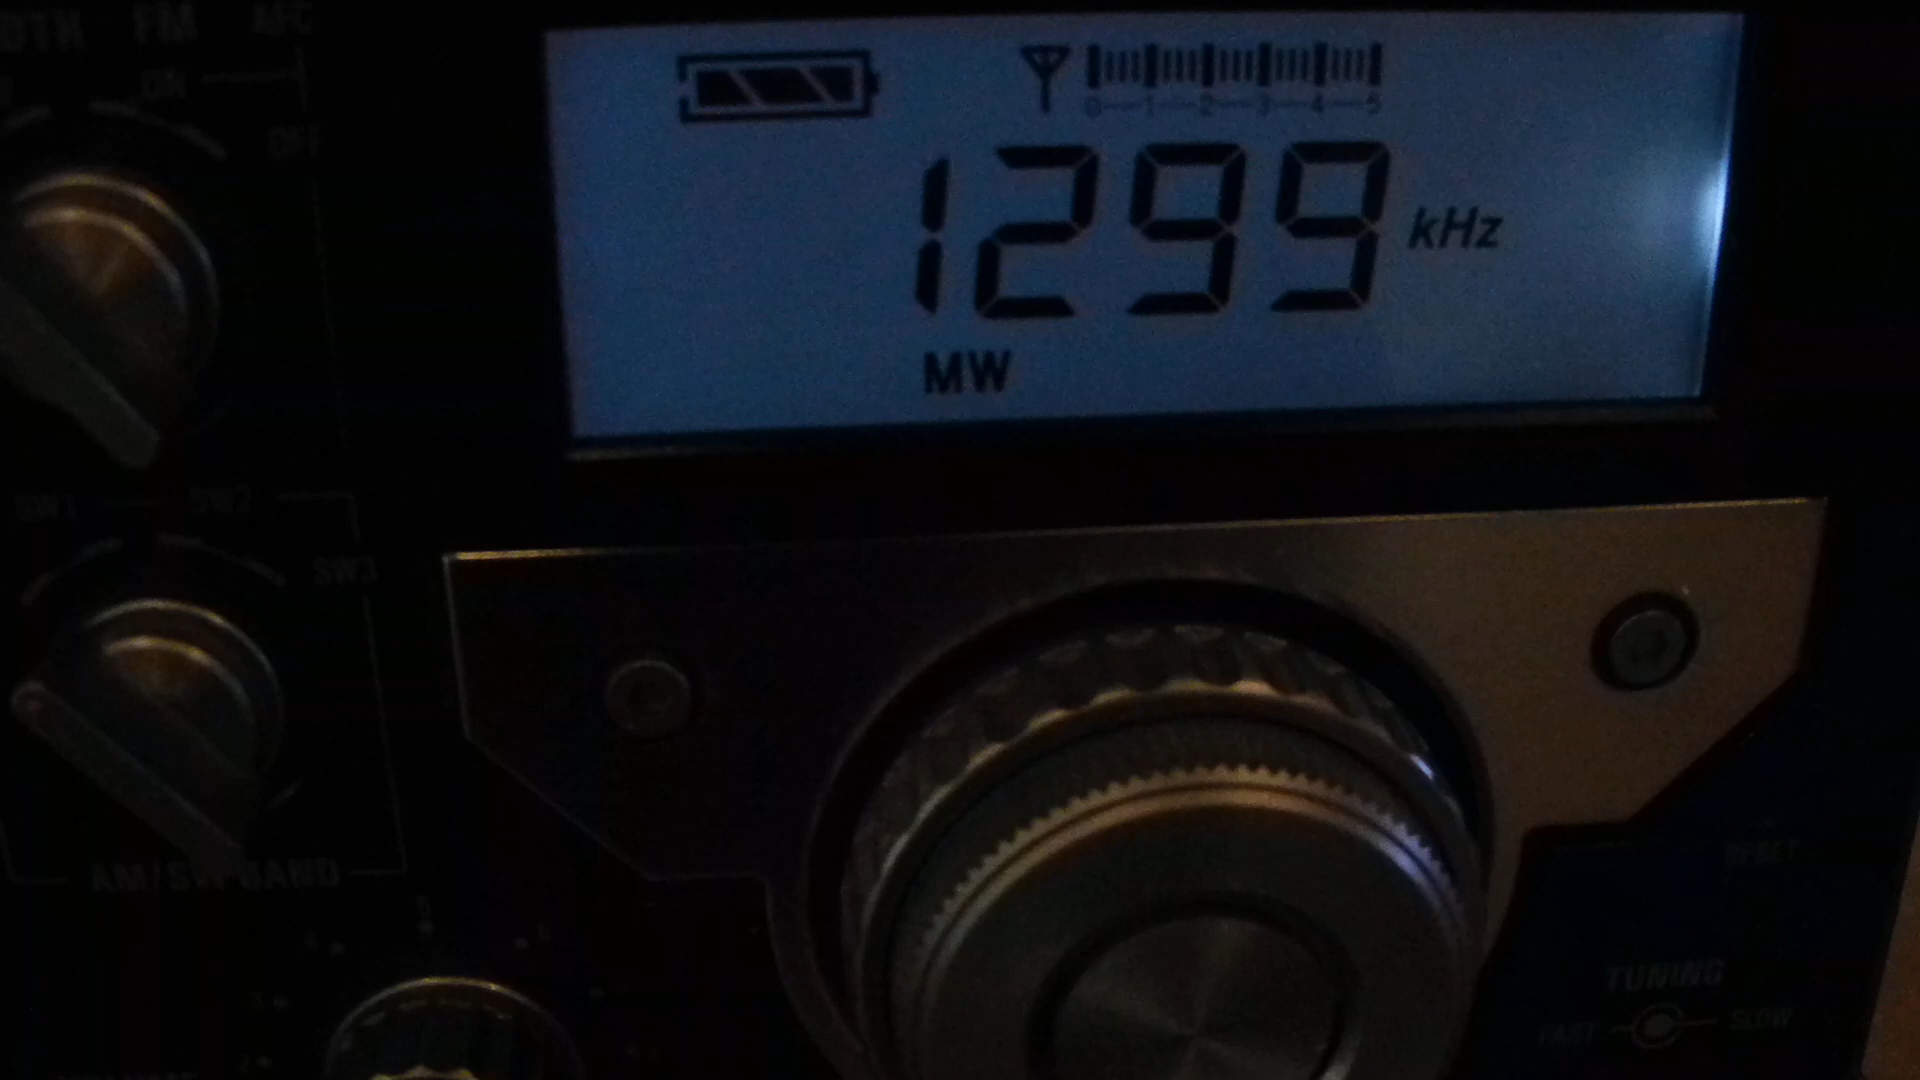 FM AFC
ON
OFF
0 1 2 3 4 5
1299 kHz
MW
SW1 SW2
SW3
AM/SW BAND
RESET
TUNING
FAST SLOW